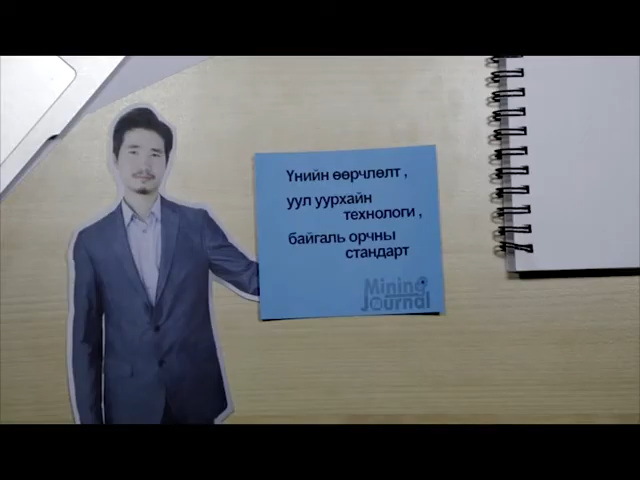 Үнийн өөрчлөлт ,
уул уурхайн
технологи ,
байгаль орчны
стандарт
Mining
Journal